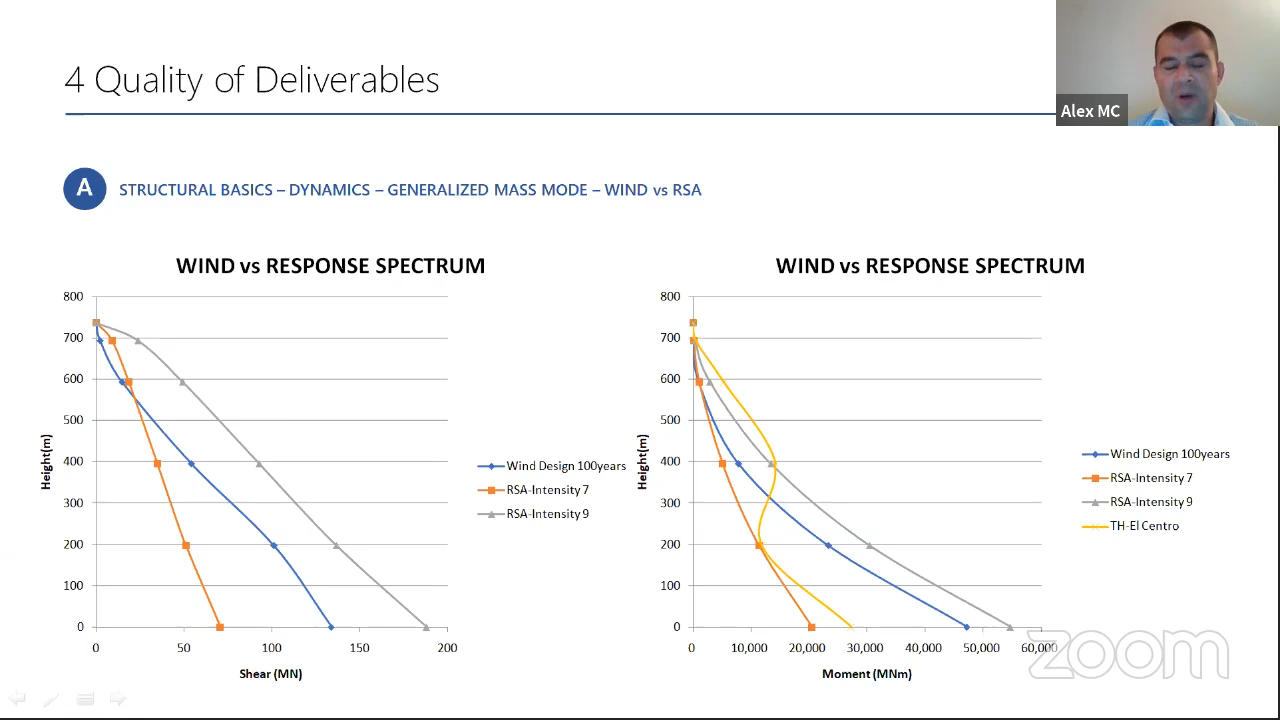 4 Quality of Deliverables
Alex MC
A
STRUCTURAL BASICS – DYNAMICS – GENERALIZED MASS MODE – WIND vs RSA
WIND vs RESPONSE SPECTRUM
800
700
600
500
400
300
200
100
0
Height(m)
0 50 100 150 200
Shear (MN)
Wind Design 100years
RSA-Intensity 7
RSA-Intensity 9
WIND vs RESPONSE SPECTRUM
800
700
600
500
400
300
200
100
0
Height(m)
0 10,000 20,000 30,000 40,000 50,000 60,000
Moment (MNm)
Wind Design 100years
RSA-Intensity 7
RSA-Intensity 9
TH-El Centro
zoom